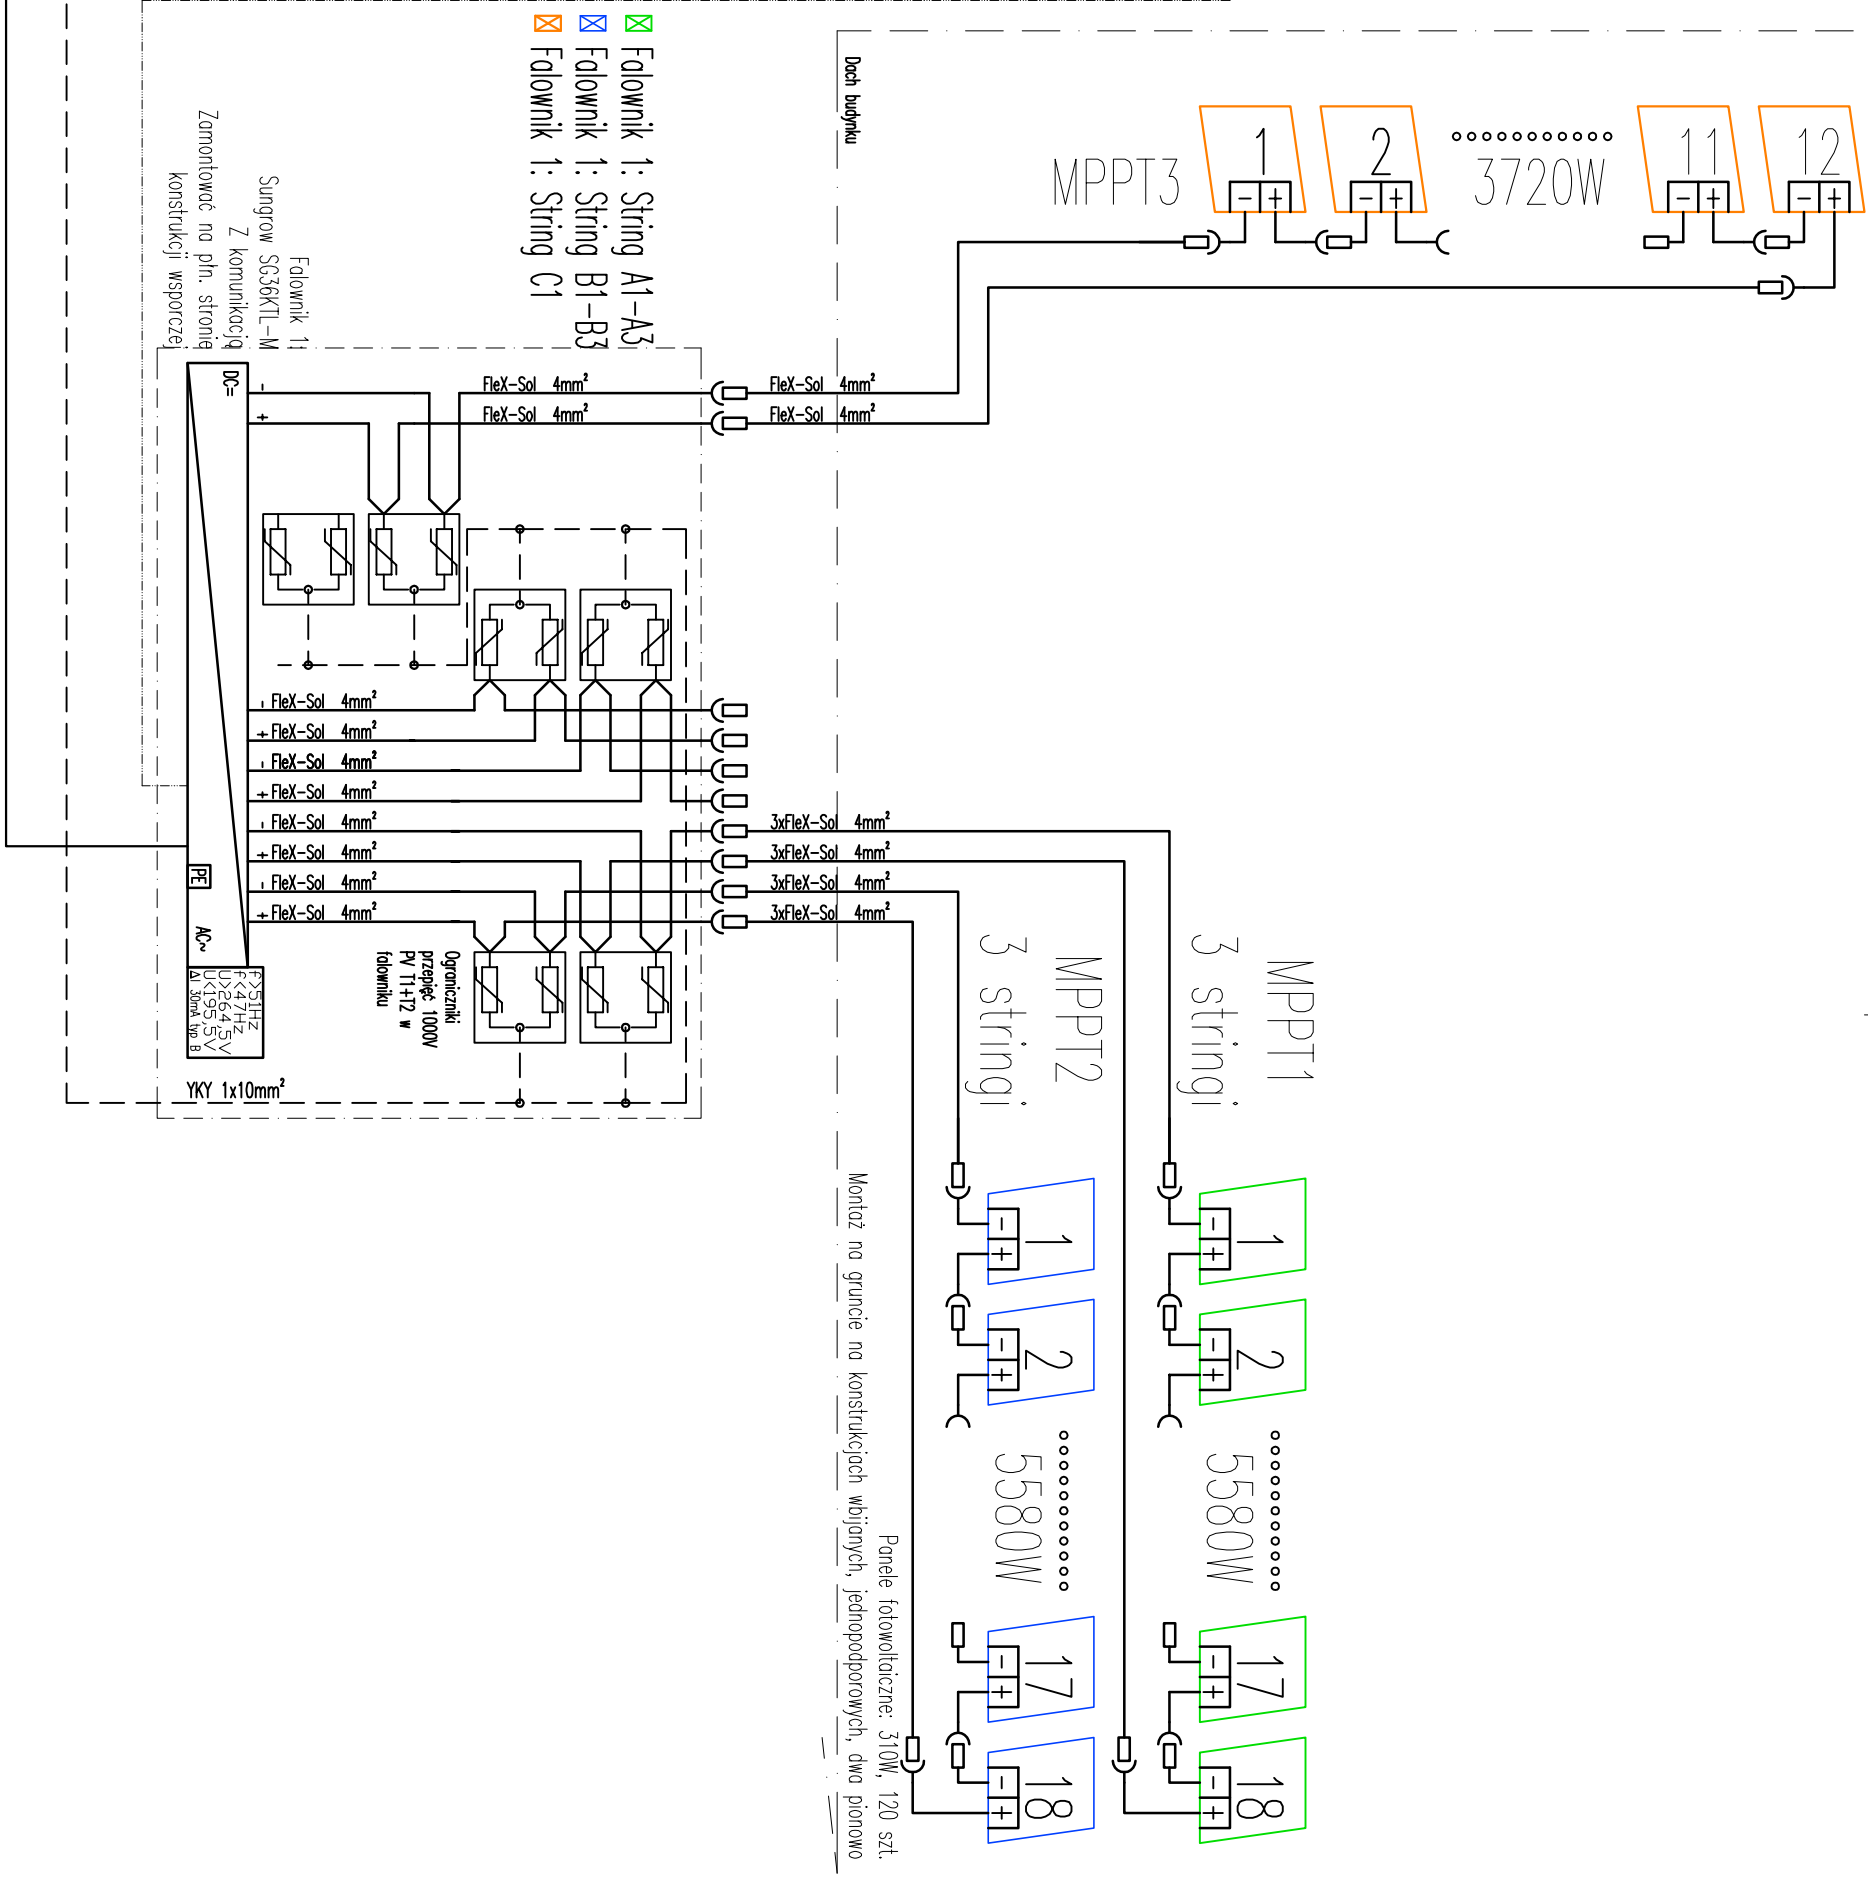 Falownik 1: String A1-A3
Falownik 1: String B1-B3
Falownik 1: String C1
Dach budynku
MPPT3
1
2
3720W
11
12
Falownik 1:
Sungrow SG36KTL-M
Z komunikacją
Zamontować na płn. stronie
konstrukcji wsporczej
DC=
-
+
FleX-Sol 4mm²
FleX-Sol 4mm²
FleX-Sol 4mm²
FleX-Sol 4mm²
- FleX-Sol 4mm²
+ FleX-Sol 4mm²
- FleX-Sol 4mm²
+ FleX-Sol 4mm²
- FleX-Sol 4mm²
+ FleX-Sol 4mm²
- FleX-Sol 4mm²
+ FleX-Sol 4mm²
3xFleX-Sol 4mm²
3xFleX-Sol 4mm²
3xFleX-Sol 4mm²
3xFleX-Sol 4mm²
PE
AC~
f>51Hz
f<47Hz
U>264,5V
U<195,5V
ΔI 30mA typ B
Ograniczniki
przepięć 1000V
PV T1+T2 w
falowniku
YKY 1x10mm²
MPPT1
3 stringi
MPPT2
3 stringi
1
2
5580W
17
18
1
2
5580W
17
18
Panele fotowoltaiczne: 310W, 120 szt.
Montaż na gruncie na konstrukcjach wbijanych, jednopodporowych, dwa pionowo